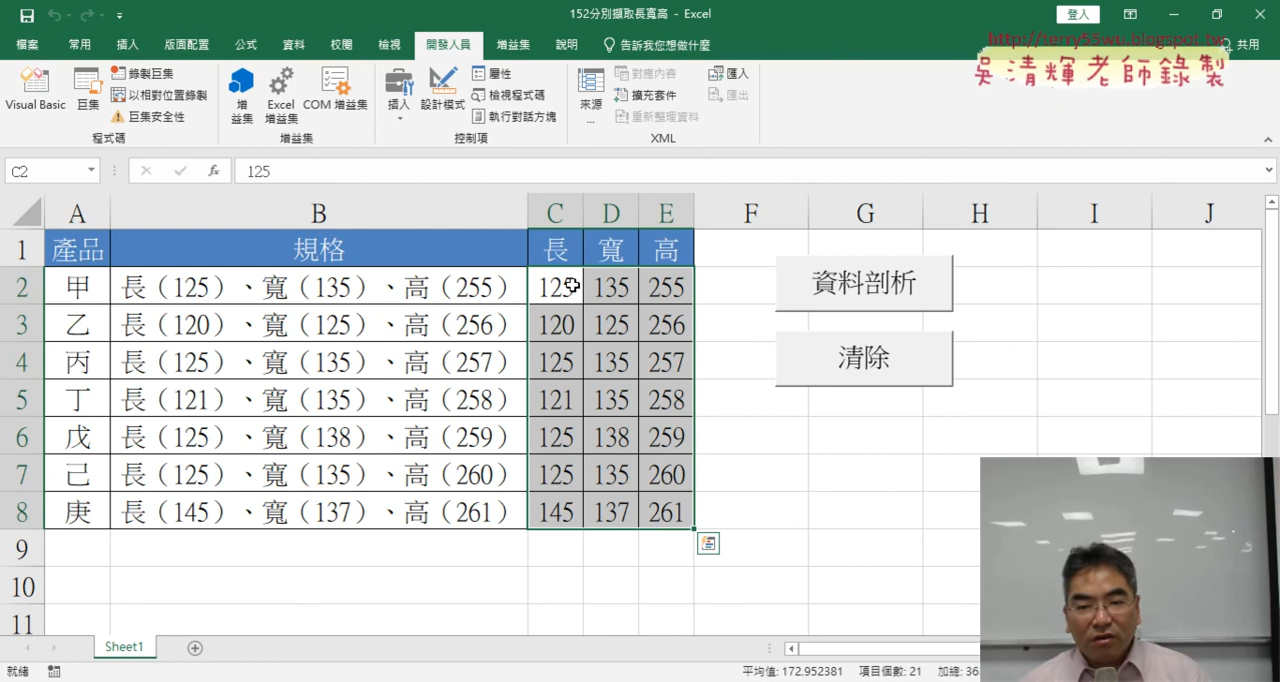 152分別擷取長寬高 - Excel
登入
檔案 常用 插入 版面配置 公式 資料 校閱 檢視 開發人員 增益集 說明 告訴我您想做什麼 共用
http://terry55wu.blogspot.tw
吳清輝老師錄製
Visual Basic 巨集 錄製巨集 以相對位置錄製 巨集安全性
程式碼
增益集 Excel 增益集 COM 增益集
增益集
插入 設計模式 屬性 檢視程式碼 執行對話方塊
控制項
來源... 對應內容 擴充套件 重新整理資料 匯入 匯出
XML
C2 fx 125
A B C D E F G H I J
1 產品 規格 長 寬 高
2 甲 長（125）、寬（135）、高（255） 125 135 255
3 乙 長（120）、寬（125）、高（256） 120 125 256
4 丙 長（125）、寬（135）、高（257） 125 135 257
5 丁 長（121）、寬（135）、高（258） 121 135 258
6 戊 長（125）、寬（138）、高（259） 125 138 259
7 己 長（125）、寬（135）、高（260） 125 135 260
8 庚 長（145）、寬（137）、高（261） 145 137 261
9
10
11
資料剖析
清除
Sheet1
就緒 平均值: 172.952381 項目個數: 21 加總: 36